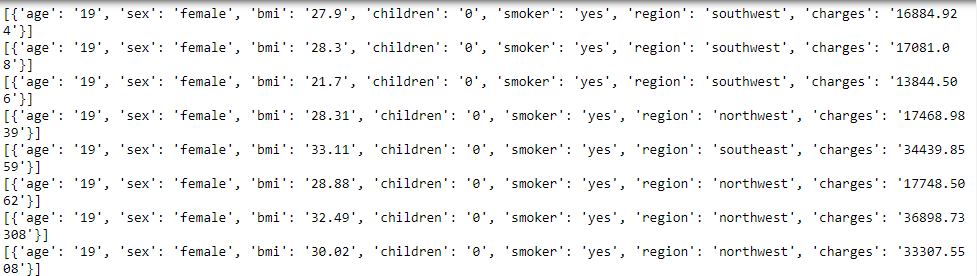 [{'age': '19', 'sex': 'female', 'bmi': '27.9', 'children': '0', 'smoker': 'yes', 'region': 'southwest', 'charges': '16884.92
4'}]
[{'age': '19', 'sex': 'female', 'bmi': '28.3', 'children': '0', 'smoker': 'yes', 'region': 'southwest', 'charges': '17081.0
8'}]
[{'age': '19', 'sex': 'female', 'bmi': '21.7', 'children': '0', 'smoker': 'yes', 'region': 'southwest', 'charges': '13844.50
6'}]
[{'age': '19', 'sex': 'female', 'bmi': '28.31', 'children': '0', 'smoker': 'yes', 'region': 'northwest', 'charges': '17468.98
39'}]
[{'age': '19', 'sex': 'female', 'bmi': '33.11', 'children': '0', 'smoker': 'yes', 'region': 'southeast', 'charges': '34439.85
59'}]
[{'age': '19', 'sex': 'female', 'bmi': '28.88', 'children': '0', 'smoker': 'yes', 'region': 'northwest', 'charges': '17748.50
62'}]
[{'age': '19', 'sex': 'female', 'bmi': '32.49', 'children': '0', 'smoker': 'yes', 'region': 'northwest', 'charges': '36898.73
308'}]
[{'age': '19', 'sex': 'female', 'bmi': '30.02', 'children': '0', 'smoker': 'yes', 'region': 'northwest', 'charges': '33307.55
08'}]